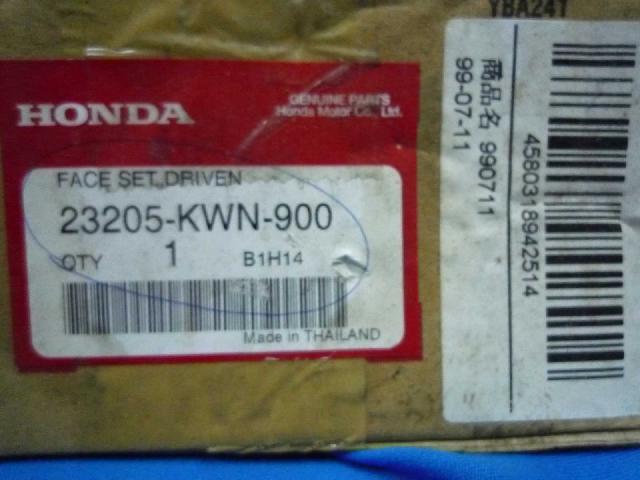 HONDA
GENUINE PARTS
Honda Motor Co., Ltd.
FACE SET, DRIVEN
23205-KWN-900
QTY 1 B1H14
Made in THAILAND
YBA24T
商品名 990711
99-07-11
4580318942514